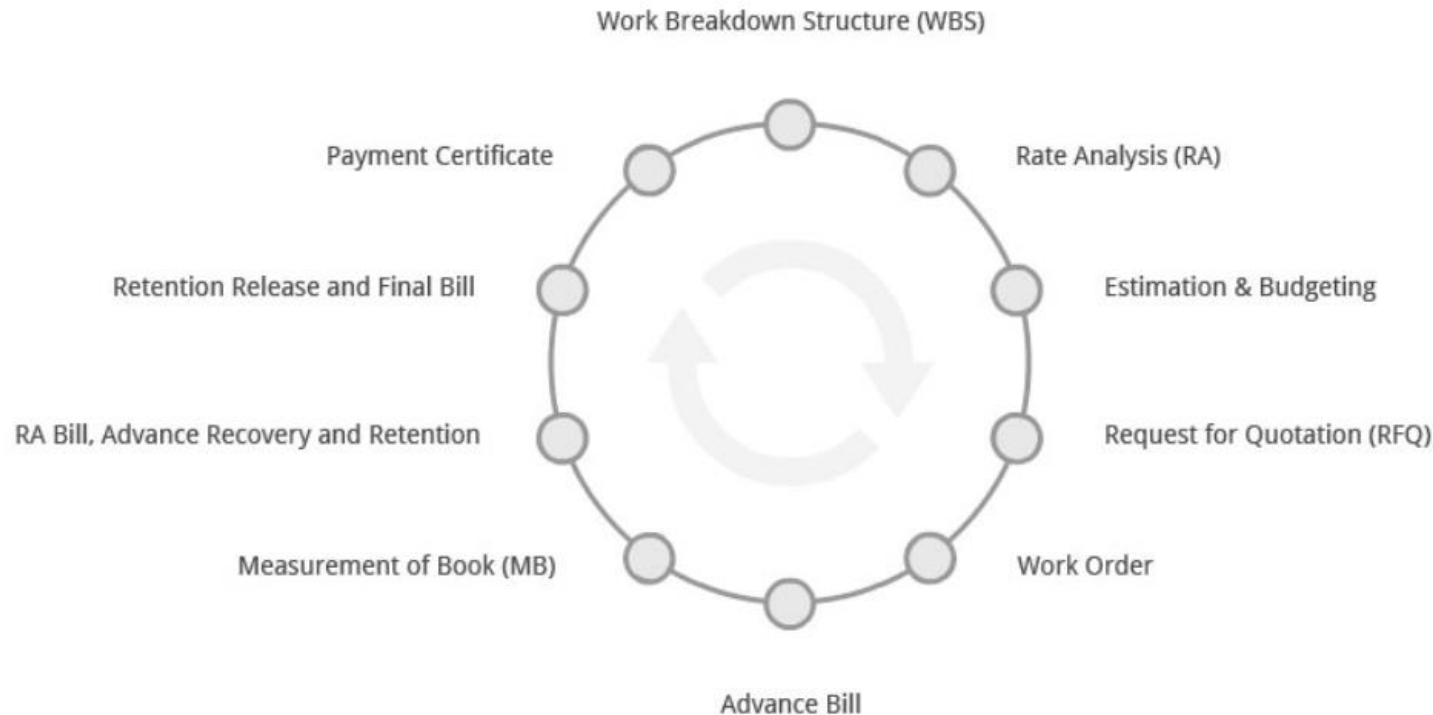 Work Breakdown Structure (WBS)
Payment Certificate
Rate Analysis (RA)
Retention Release and Final Bill
Estimation & Budgeting
RA Bill, Advance Recovery and Retention
Request for Quotation (RFQ)
Measurement of Book (MB)
Work Order
Advance Bill